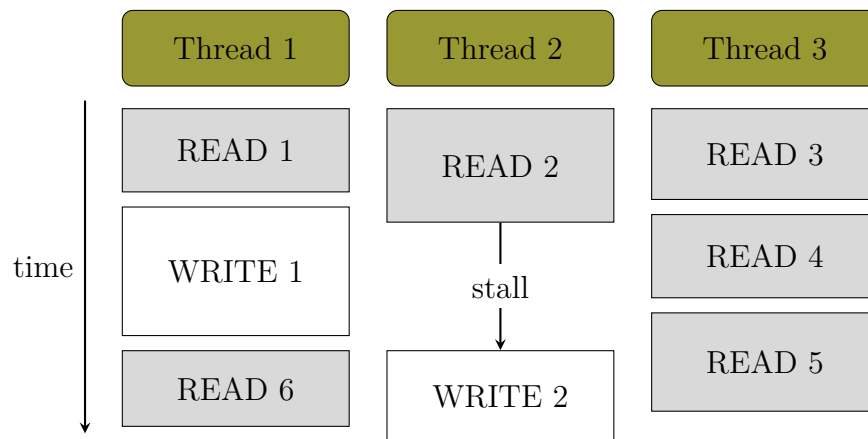 Thread 1
Thread 2
Thread 3
READ 1
READ 2
READ 3
WRITE 1
READ 4
time
stall
READ 5
READ 6
WRITE 2